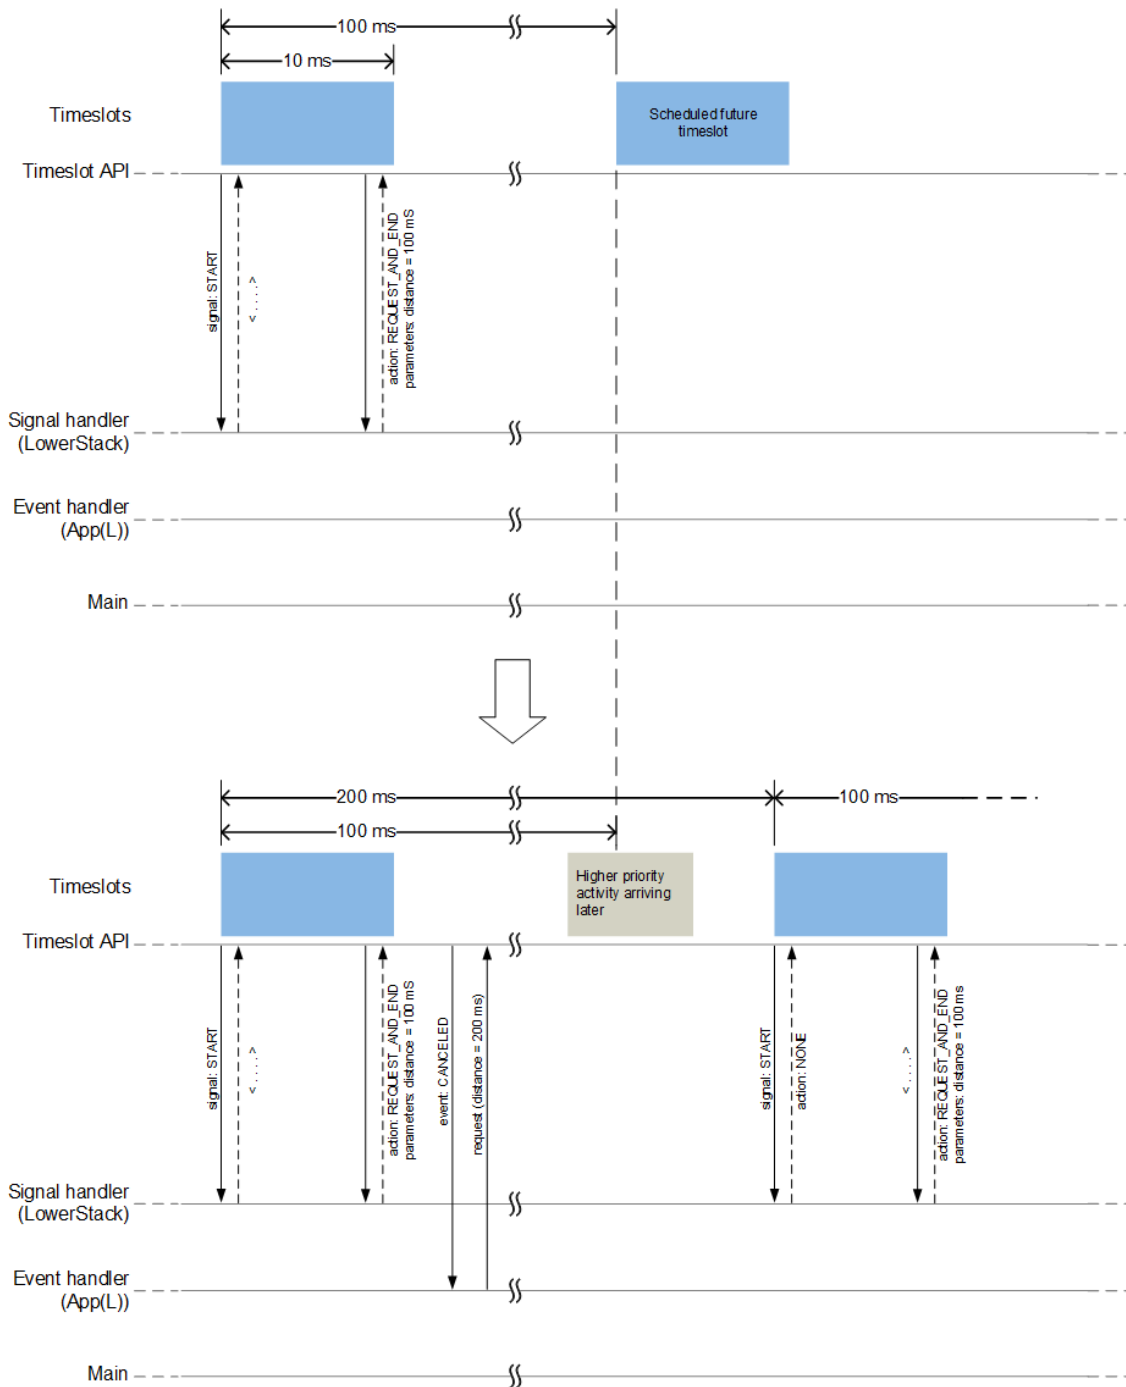 100 ms
10 ms
Timeslots
Scheduled future
timeslot
Timeslot API
signal: START
< . . . . >
action: REQUEST_AND_END
parameters: distance = 100 mS
Signal handler
(LowerStack)
Event handler
(App(L))
Main
200 ms
100 ms
100 ms
Timeslots
Higher priority
activity arriving
later
Timeslot API
signal: START
< . . . . >
action: REQUEST_AND_END
parameters: distance = 100 mS
event: CANCELED
request (distance = 200 ms)
signal: START
action: NONE
< . . . . >
action: REQUEST_AND_END
parameters: distance = 100 ms
Signal handler
(LowerStack)
Event handler
(App(L))
Main